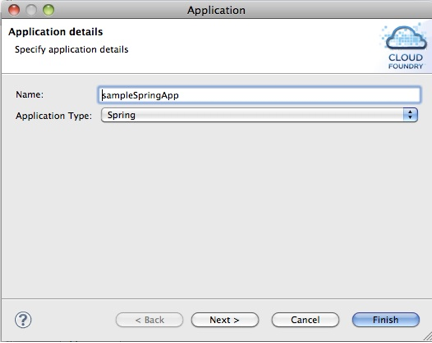 Application
Application details
Specify application details
CLOUD
FOUNDRY
Name: sampleSpringApp
Application Type: Spring
? < Back Next > Cancel Finish